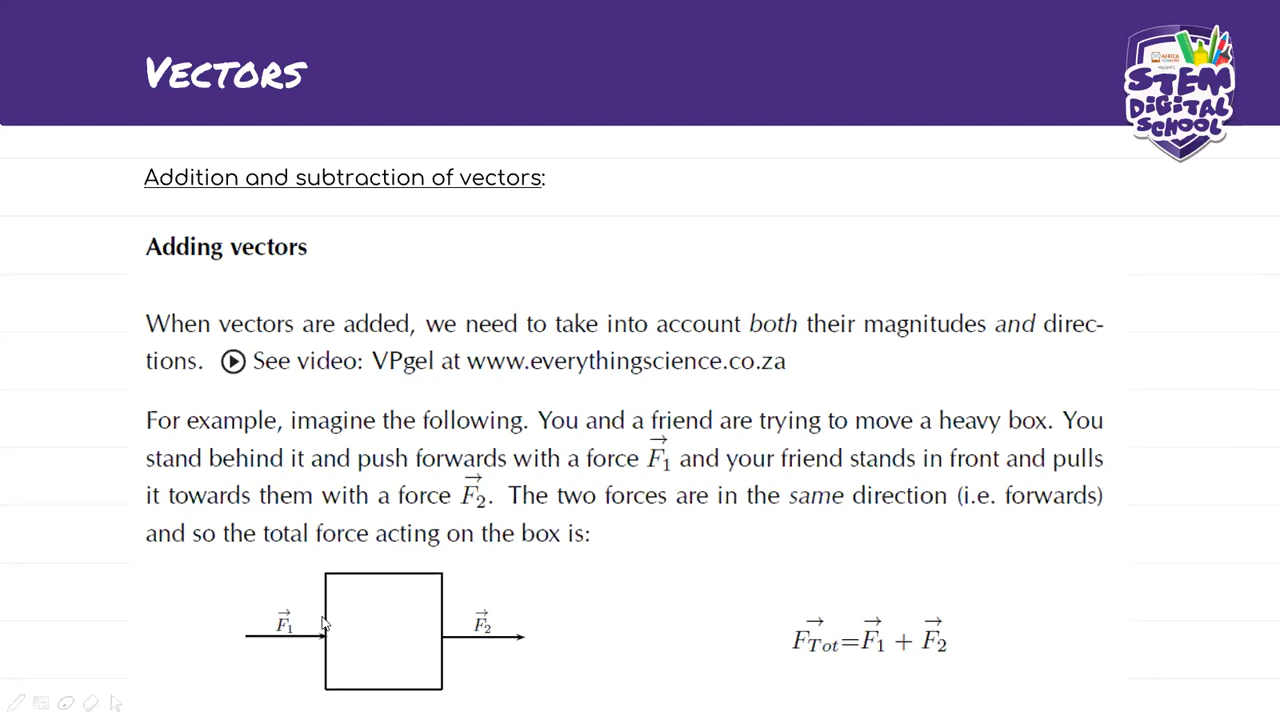 VECTORS
AFRICA
STEM
DIGITAL
SCHOOL
Addition and subtraction of vectors:
Adding vectors
When vectors are added, we need to take into account both their magnitudes and direc-
tions. See video: VPgel at www.everythingscience.co.za
For example, imagine the following. You and a friend are trying to move a heavy box. You
stand behind it and push forwards with a force F⃗₁ and your friend stands in front and pulls
it towards them with a force F⃗₂. The two forces are in the same direction (i.e. forwards)
and so the total force acting on the box is:
F⃗₁
F⃗₂
F⃗_Tot=F⃗₁ + F⃗₂